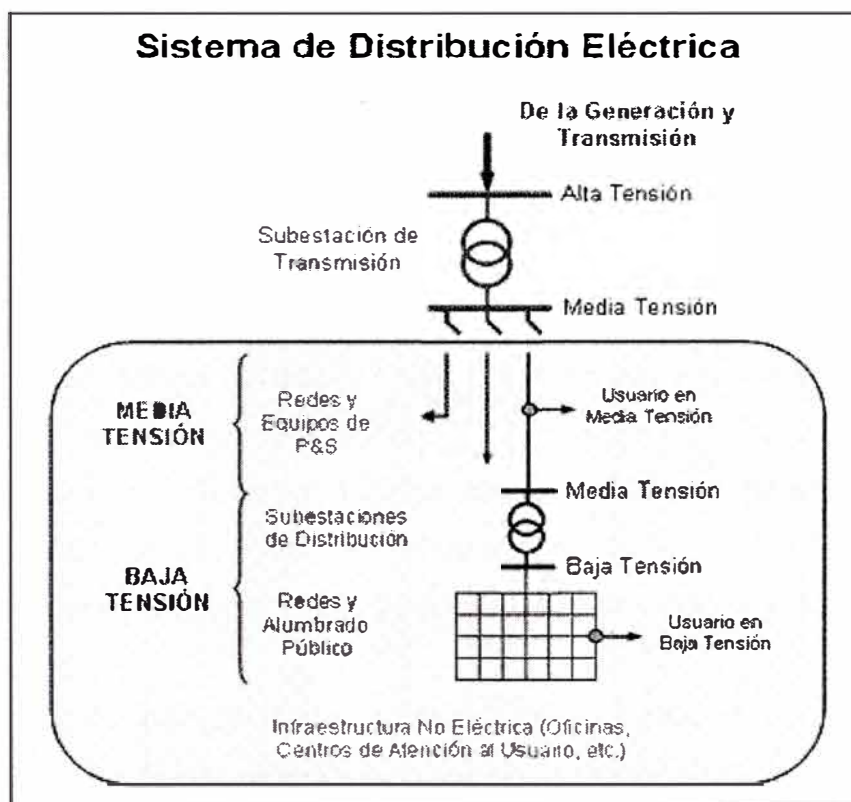 Sistema de Distribución Eléctrica
De la Generación y
Transmisión
Alta Tensión
Subestación de
Transmisión
Media Tensión
MEDIA
TENSIÓN
Redes y
Equipos de
P&S
Usuario en
Media Tensión
Media Tensión
Subestaciones
de Distribución
Baja Tensión
BAJA
TENSIÓN
Redes y
Alumbrado
Público
Usuario en
Baja Tensión
Infraestructura No Eléctrica (Oficinas,
Centros de Atención al Usuario, etc.)